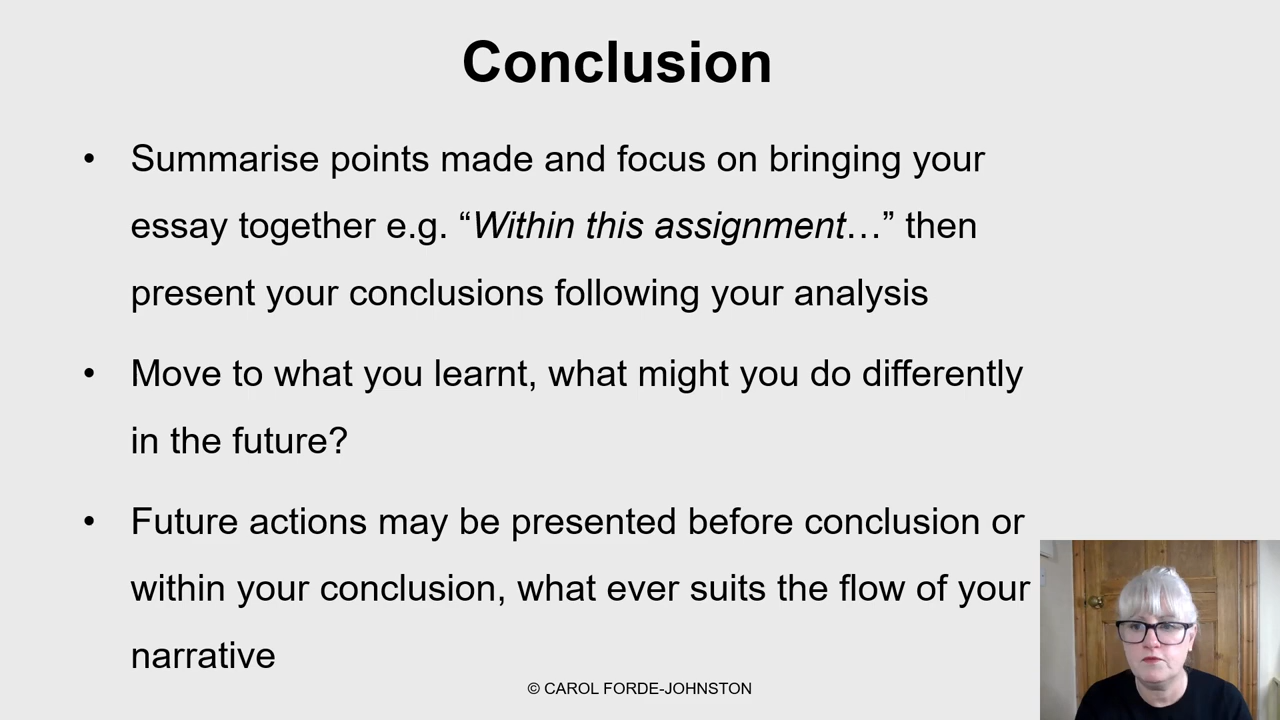 Conclusion
• Summarise points made and focus on bringing your
essay together e.g. “Within this assignment…” then
present your conclusions following your analysis
• Move to what you learnt, what might you do differently
in the future?
• Future actions may be presented before conclusion or
within your conclusion, what ever suits the flow of your
narrative
© CAROL FORDE-JOHNSTON